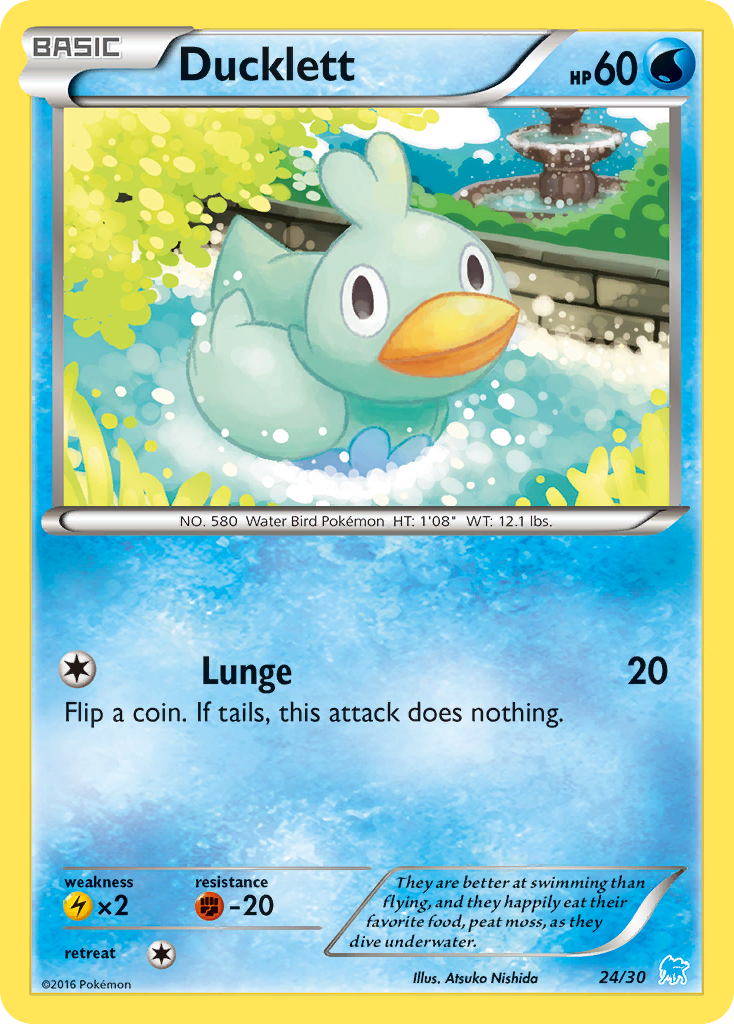 BASIC
Ducklett
HP60
NO. 580 Water Bird Pokémon HT: 1'08" WT: 12.1 lbs.
Lunge 20
Flip a coin. If tails, this attack does nothing.
weakness
×2
resistance
-20
They are better at swimming than
flying, and they happily eat their
favorite food, peat moss, as they
dive underwater.
retreat
©2016 Pokémon
Illus. Atsuko Nishida
24/30